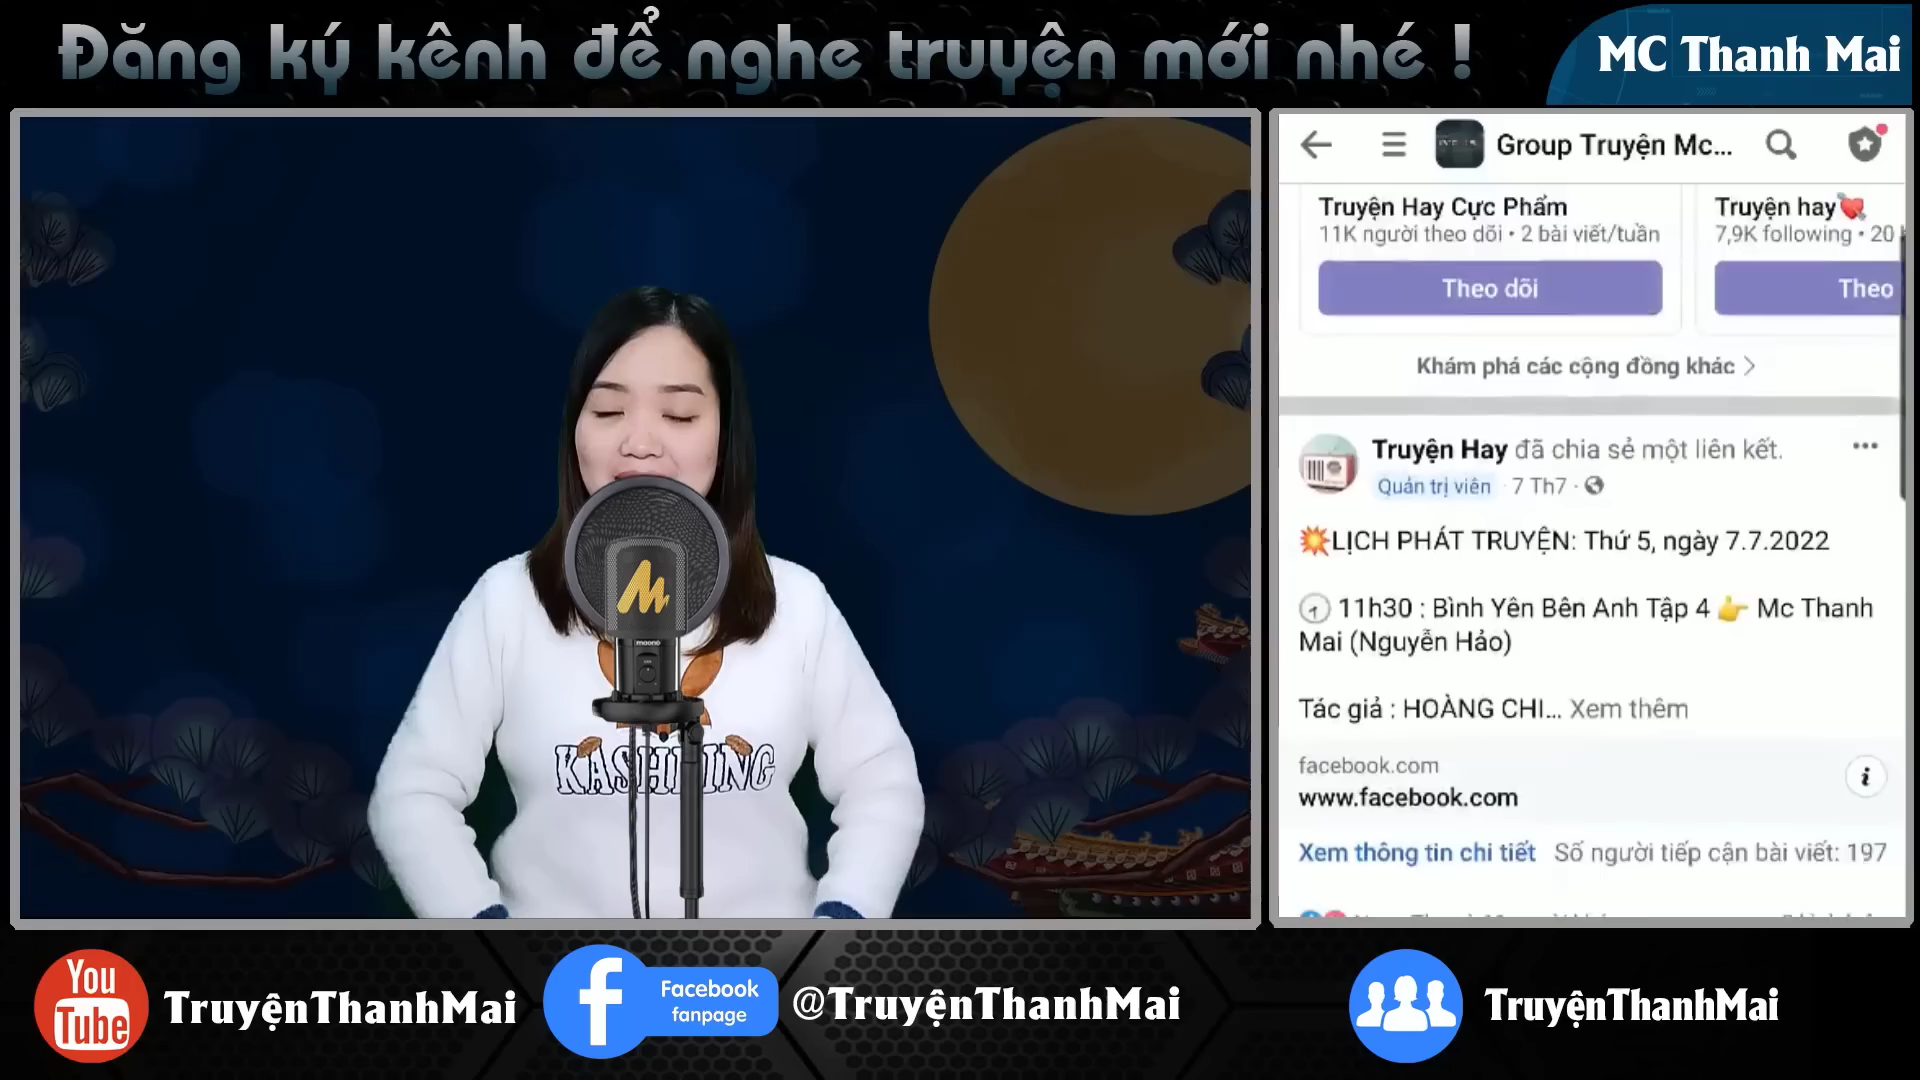 Đăng ký kênh để nghe truyện mới nhé !
MC Thanh Mai
Group Truyện Mc...
Truyện Hay Cực Phẩm
11K người theo dõi • 2 bài viết/tuần
Theo dõi
Truyện hay💘
7,9K following • 20
Theo
Khám phá các cộng đồng khác >
Truyện Hay đã chia sẻ một liên kết.
Quản trị viên · 7 Th7 ·
💥LỊCH PHÁT TRUYỆN: Thứ 5, ngày 7.7.2022
🕢 11h30 : Bình Yên Bên Anh Tập 4 👉 Mc Thanh
Mai (Nguyễn Hảo)
Tác giả : HOÀNG CHI... Xem thêm
facebook.com
www.facebook.com
Xem thông tin chi tiết Số người tiếp cận bài viết: 197
maono
You
Tube
TruyệnThanhMai
Facebook
fanpage
@TruyệnThanhMai
TruyệnThanhMai